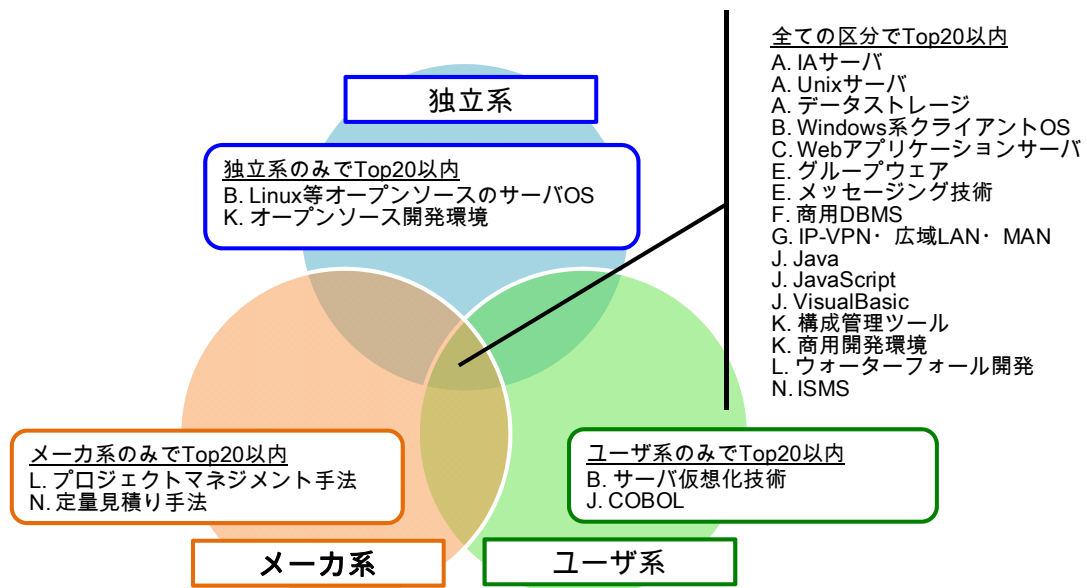 独立系
独立系のみでTop20以内
B. Linux等オープンソースのサーバOS
K. オープンソース開発環境
全ての区分でTop20以内
A. IAサーバ
A. Unixサーバ
A. データストレージ
B. Windows系クライアントOS
C. Webアプリケーションサーバ
E. グループウェア
E. メッセージング技術
F. 商用DBMS
G. IP-VPN・広域LAN・MAN
J. Java
J. JavaScript
J. VisualBasic
K. 構成管理ツール
K. 商用開発環境
L. ウォーターフォール開発
N. ISMS
メーカ系のみでTop20以内
L. プロジェクトマネジメント手法
N. 定量見積り手法
メーカ系
ユーザ系のみでTop20以内
B. サーバ仮想化技術
J. COBOL
ユーザ系